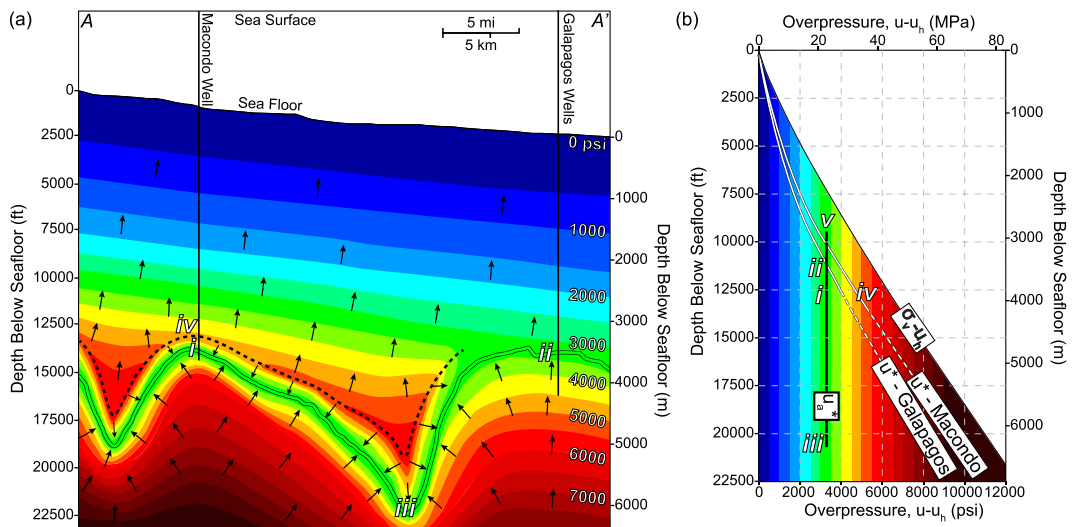 (a)
A
Sea Surface
Macondo Well
5 mi
5 km
Galapagos Wells
A'
Sea Floor
0
2500
5000
7500
10000
12500
15000
17500
20000
22500
Depth Below Seafloor (ft)
0 psi
1000
2000
3000
4000
5000
6000
7000
iv
i
ii
iii
0
1000
2000
3000
4000
5000
6000
Depth Below Seafloor (m)
(b)
Overpressure, u-uh (MPa)
0 20 40 60 80
0
2500
5000
7500
10000
12500
15000
17500
20000
22500
Depth Below Seafloor (ft)
v
ii
i
iv
iii
u*a
σv-uh
u* - Macondo
u* - Galapagos
0
1000
2000
3000
4000
5000
6000
Depth Below Seafloor (m)
0 2000 4000 6000 8000 10000 12000
Overpressure, u-uh (psi)